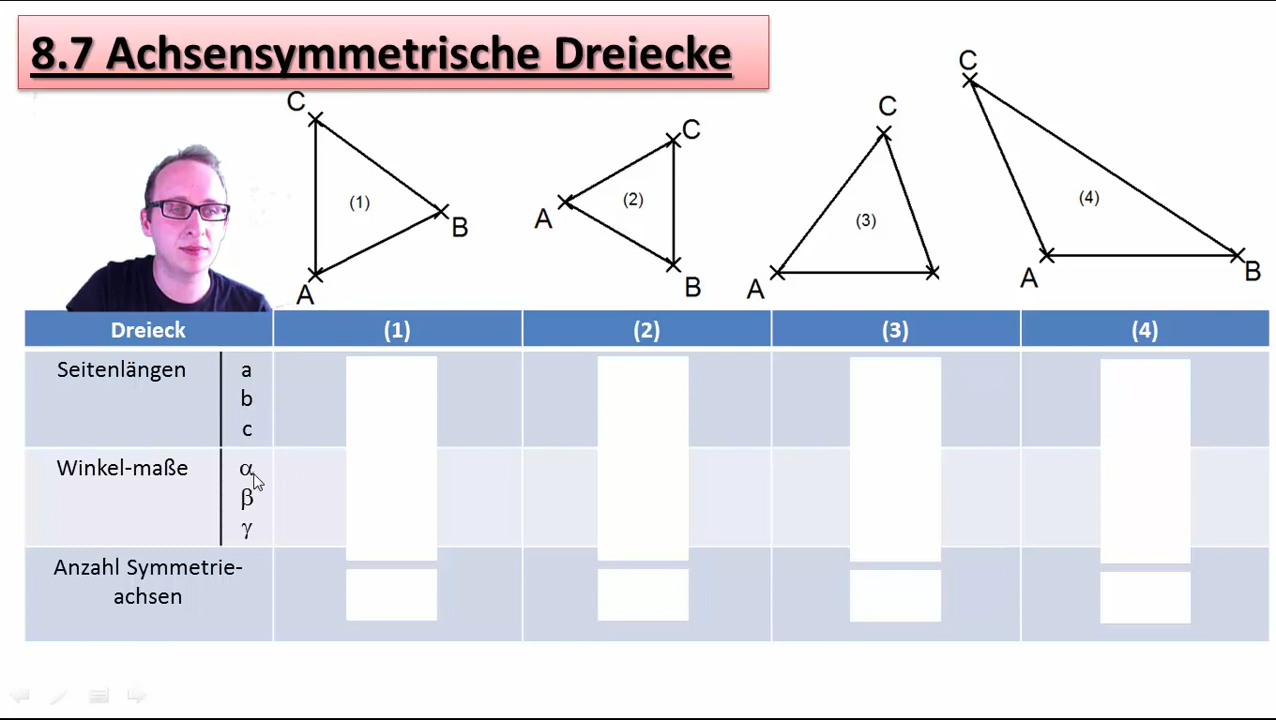 8.7 Achsensymmetrische Dreiecke
C
(1)
B
A
C
(2)
A
B
C
(3)
A
C
(4)
A
B
Dreieck (1) (2) (3) (4)
Seitenlängen a
b
c
Winkel-maße α
β
γ
Anzahl Symmetrie-
achsen